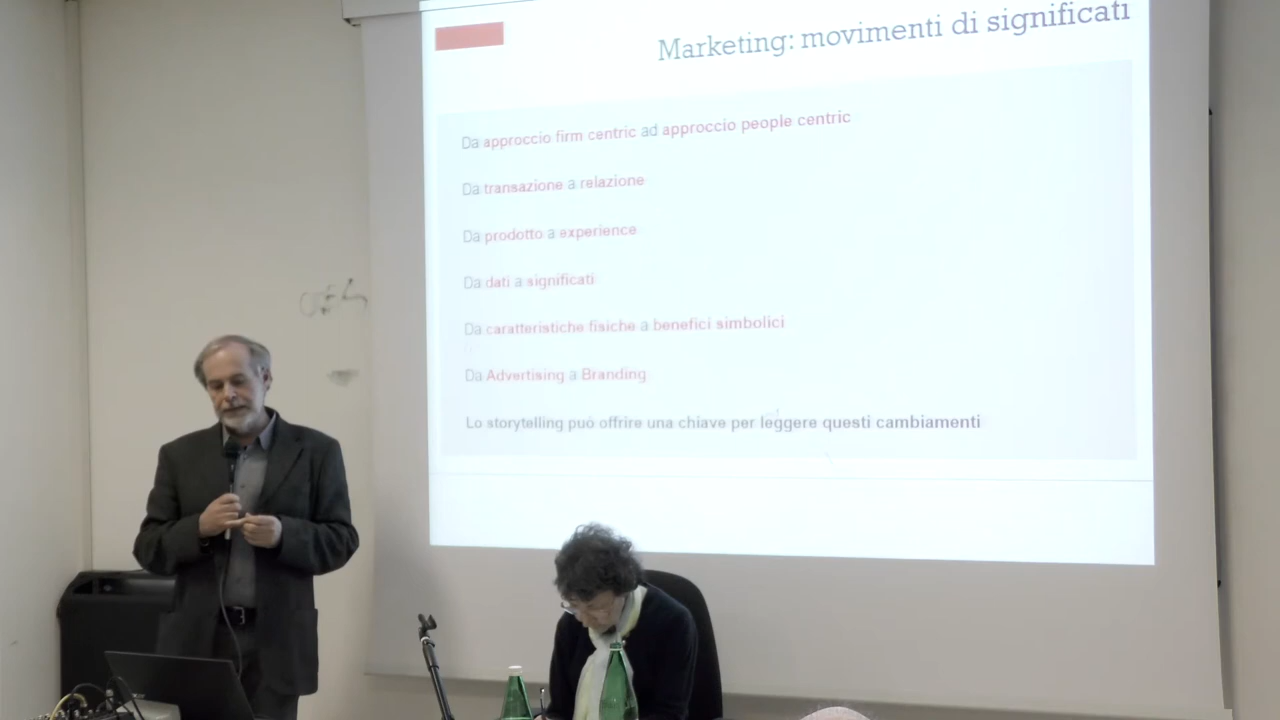 Marketing: movimenti di significati
Da approccio firm centric ad approccio people centric
Da transazione a relazione
Da prodotto a experience
Da dati a significati
Da caratteristiche fisiche a benefici simbolici
Da Advertising a Branding
Lo storytelling può offrire una chiave per leggere questi cambiamenti